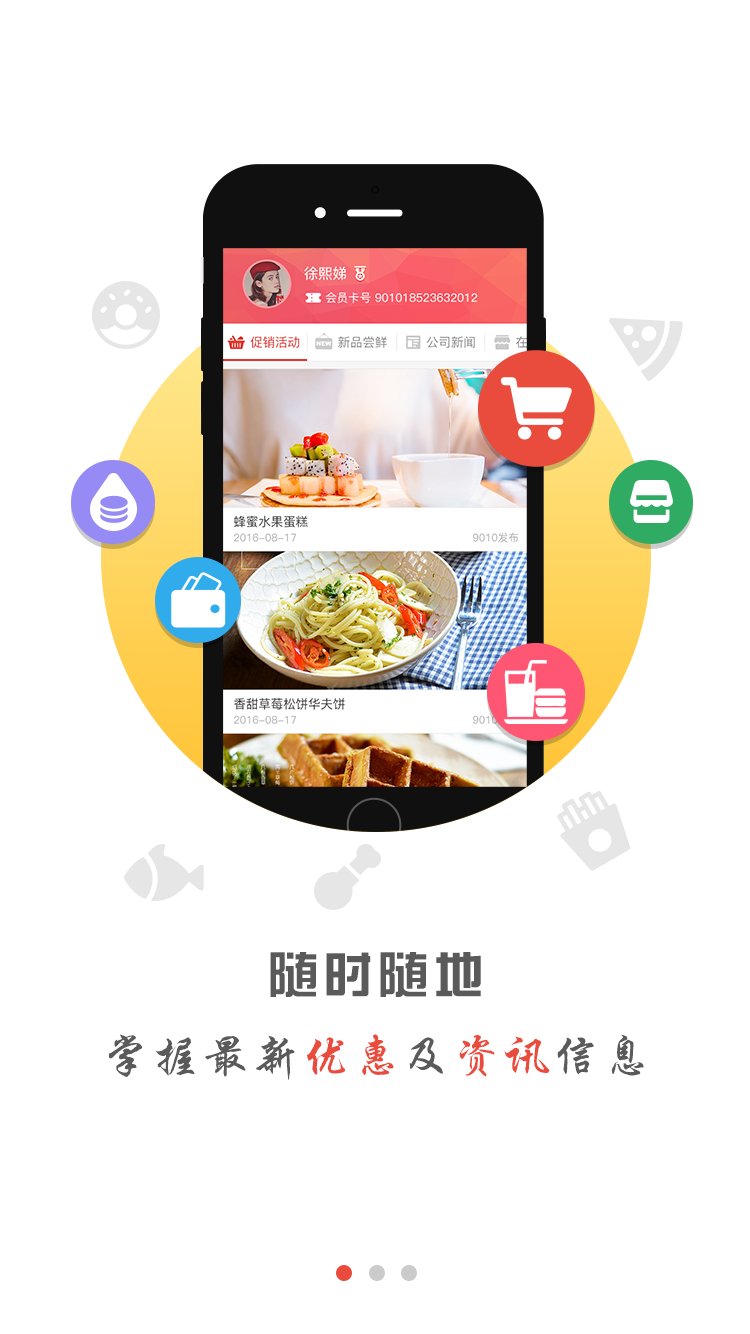 徐熙娣
会员卡号 901018523632012
促销活动 NEW 新品尝鲜 公司新闻 在
蜂蜜水果蛋糕
2016-08-17 9010发布
香甜草莓松饼华夫饼
2016-08-17 9010
随时随地
掌握最新优惠及资讯信息